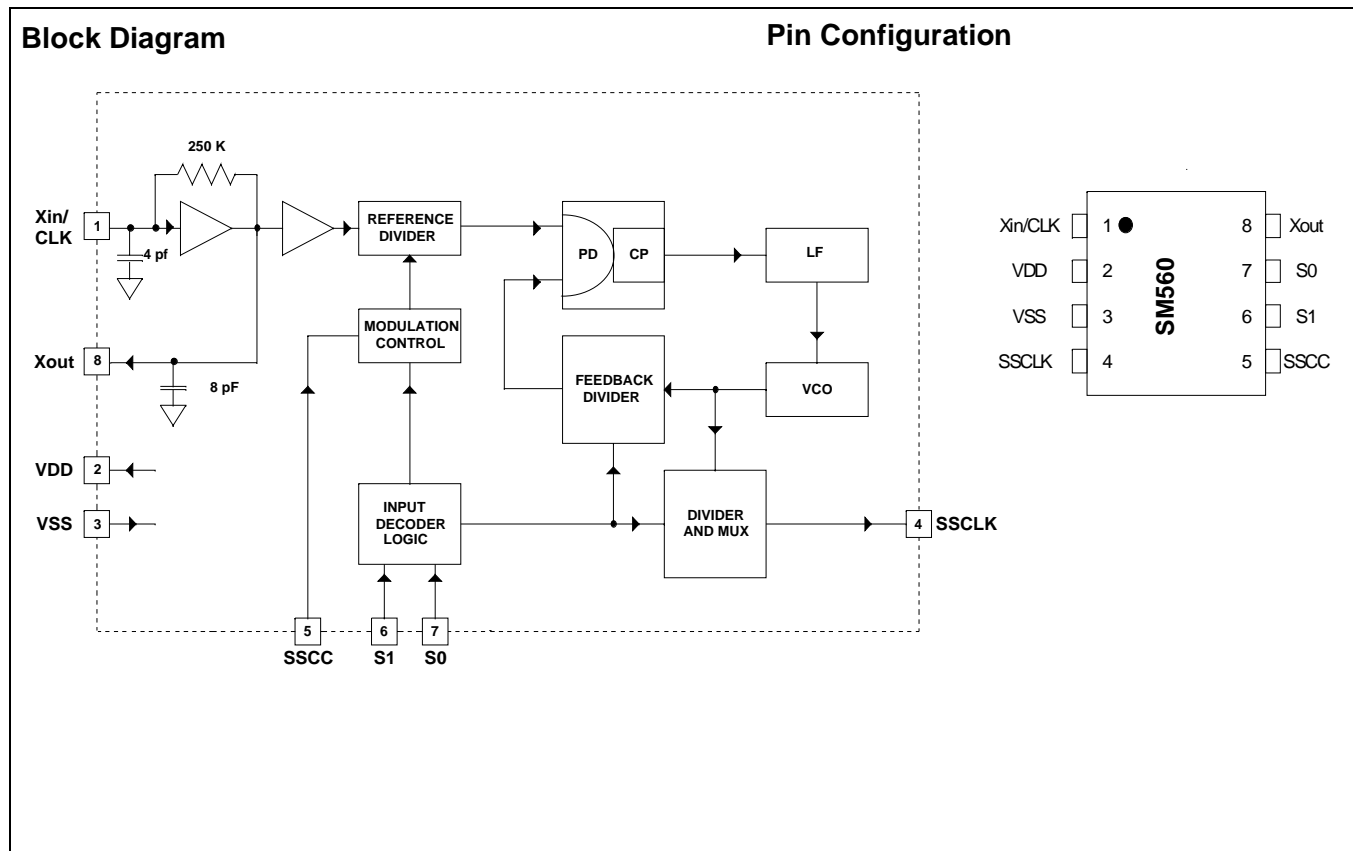 Block Diagram
Pin Configuration
250 K
Xin/
CLK
1
4 pf
REFERENCE
DIVIDER
PD
CP
LF
MODULATION
CONTROL
Xout
8
8 pF
FEEDBACK
DIVIDER
VCO
VDD
2
VSS
3
INPUT
DECODER
LOGIC
DIVIDER
AND MUX
4
SSCLK
5
6
7
SSCC
S1
S0
Xin/CLK
1
8
Xout
VDD
2
7
S0
VSS
3
6
S1
SSCLK
4
5
SSCC
SM560